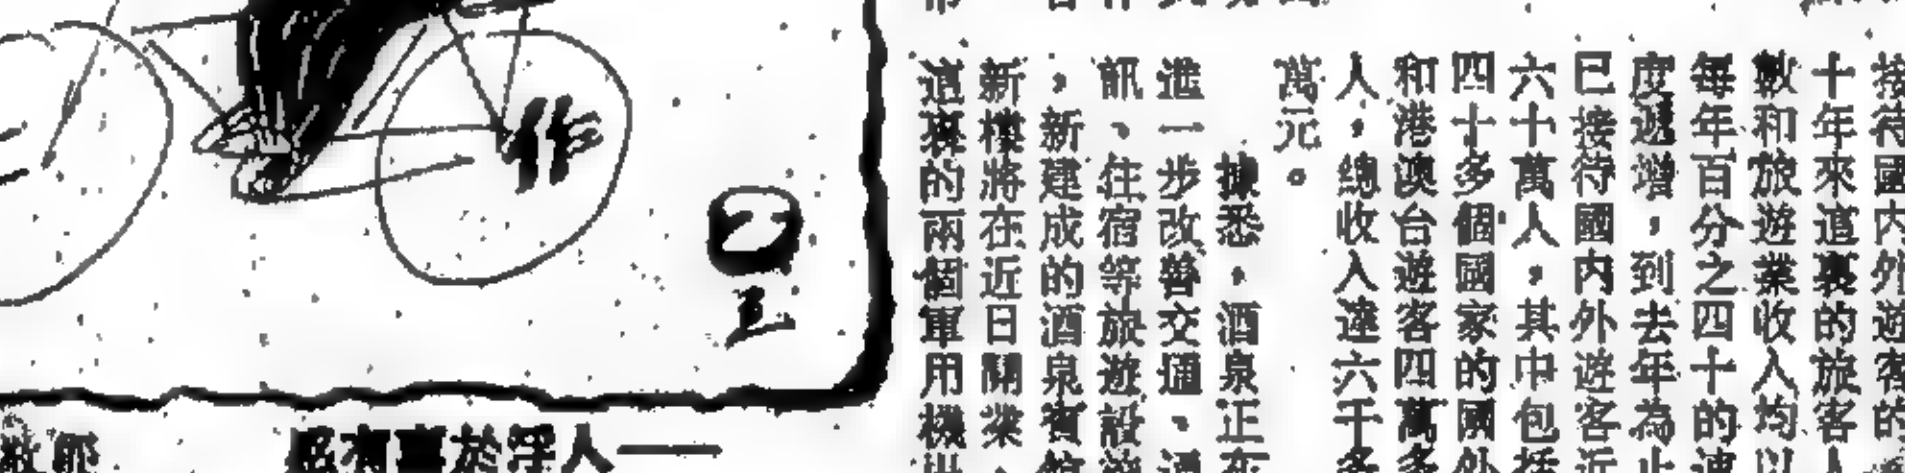 接待國內外遊客的
十年來這裏的旅客
數和旅遊業收入均以
每年百分之四十的速
度遞增，到去年為止
已接待國內外遊客近
六十萬人，其中包括
四十多個國家的國外
和港澳台遊客四萬多
人，總收入達六千多
萬元。
據悉，酒泉正在
進一步改善交通、通
訊、往宿等旅遊設施
，新建成的酒泉賓館
新樓將在近日開業、
這裏的兩個軍用機
作
人——